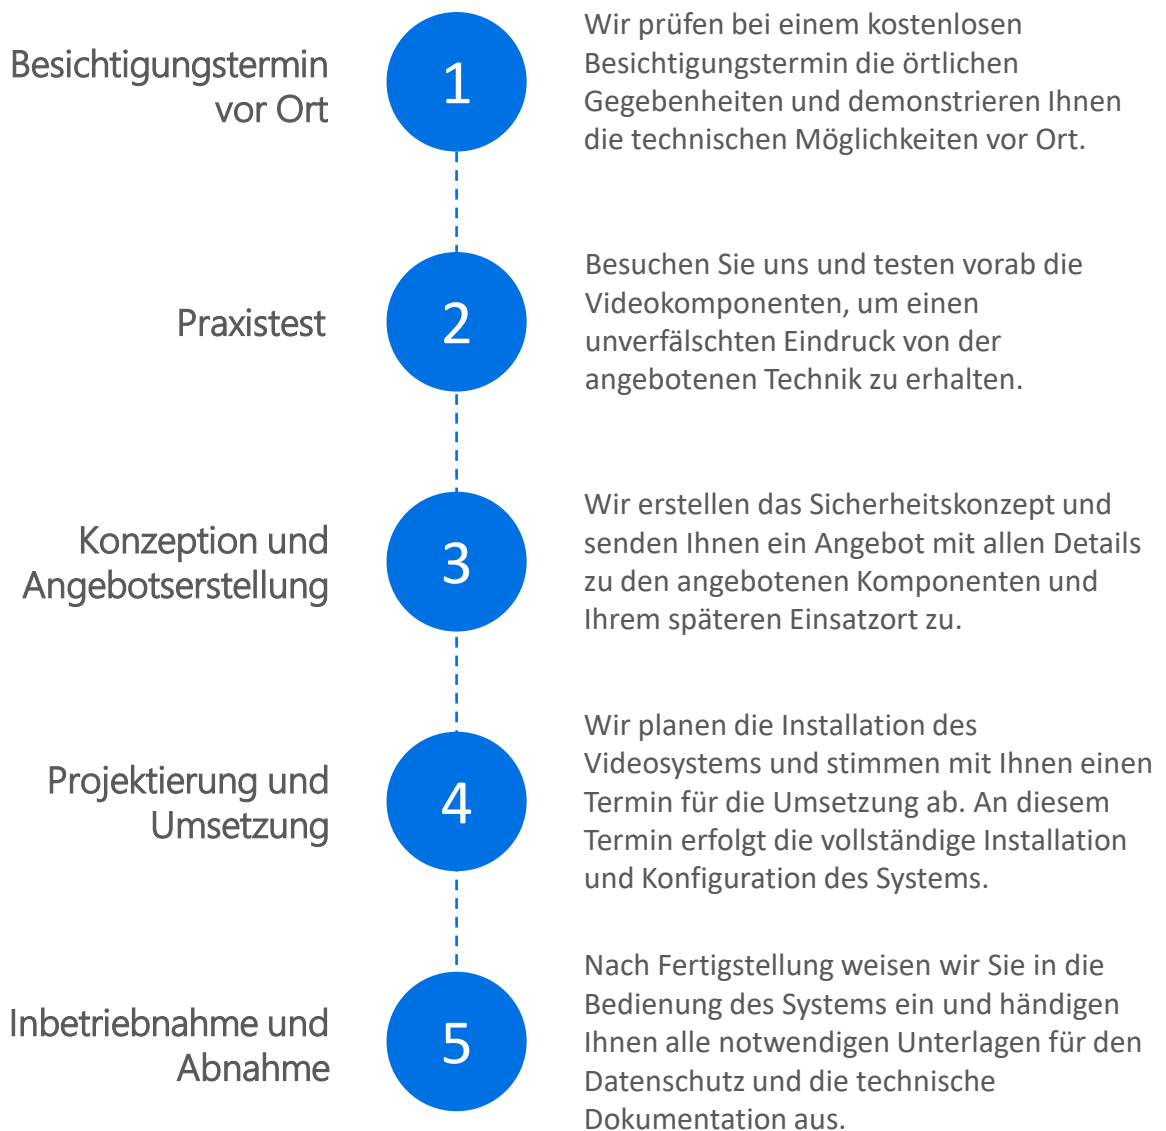 Besichtigungstermin
vor Ort
1
Wir prüfen bei einem kostenlosen
Besichtigungstermin die örtlichen
Gegebenheiten und demonstrieren Ihnen
die technischen Möglichkeiten vor Ort.
Praxistest
2
Besuchen Sie uns und testen vorab die
Videokomponenten, um einen
unverfälschten Eindruck von der
angebotenen Technik zu erhalten.
Konzeption und
Angebotserstellung
3
Wir erstellen das Sicherheitskonzept und
senden Ihnen ein Angebot mit allen Details
zu den angebotenen Komponenten und
Ihrem späteren Einsatzort zu.
Projektierung und
Umsetzung
4
Wir planen die Installation des
Videosystems und stimmen mit Ihnen einen
Termin für die Umsetzung ab. An diesem
Termin erfolgt die vollständige Installation
und Konfiguration des Systems.
Inbetriebnahme und
Abnahme
5
Nach Fertigstellung weisen wir Sie in die
Bedienung des Systems ein und händigen
Ihnen alle notwendigen Unterlagen für den
Datenschutz und die technische
Dokumentation aus.